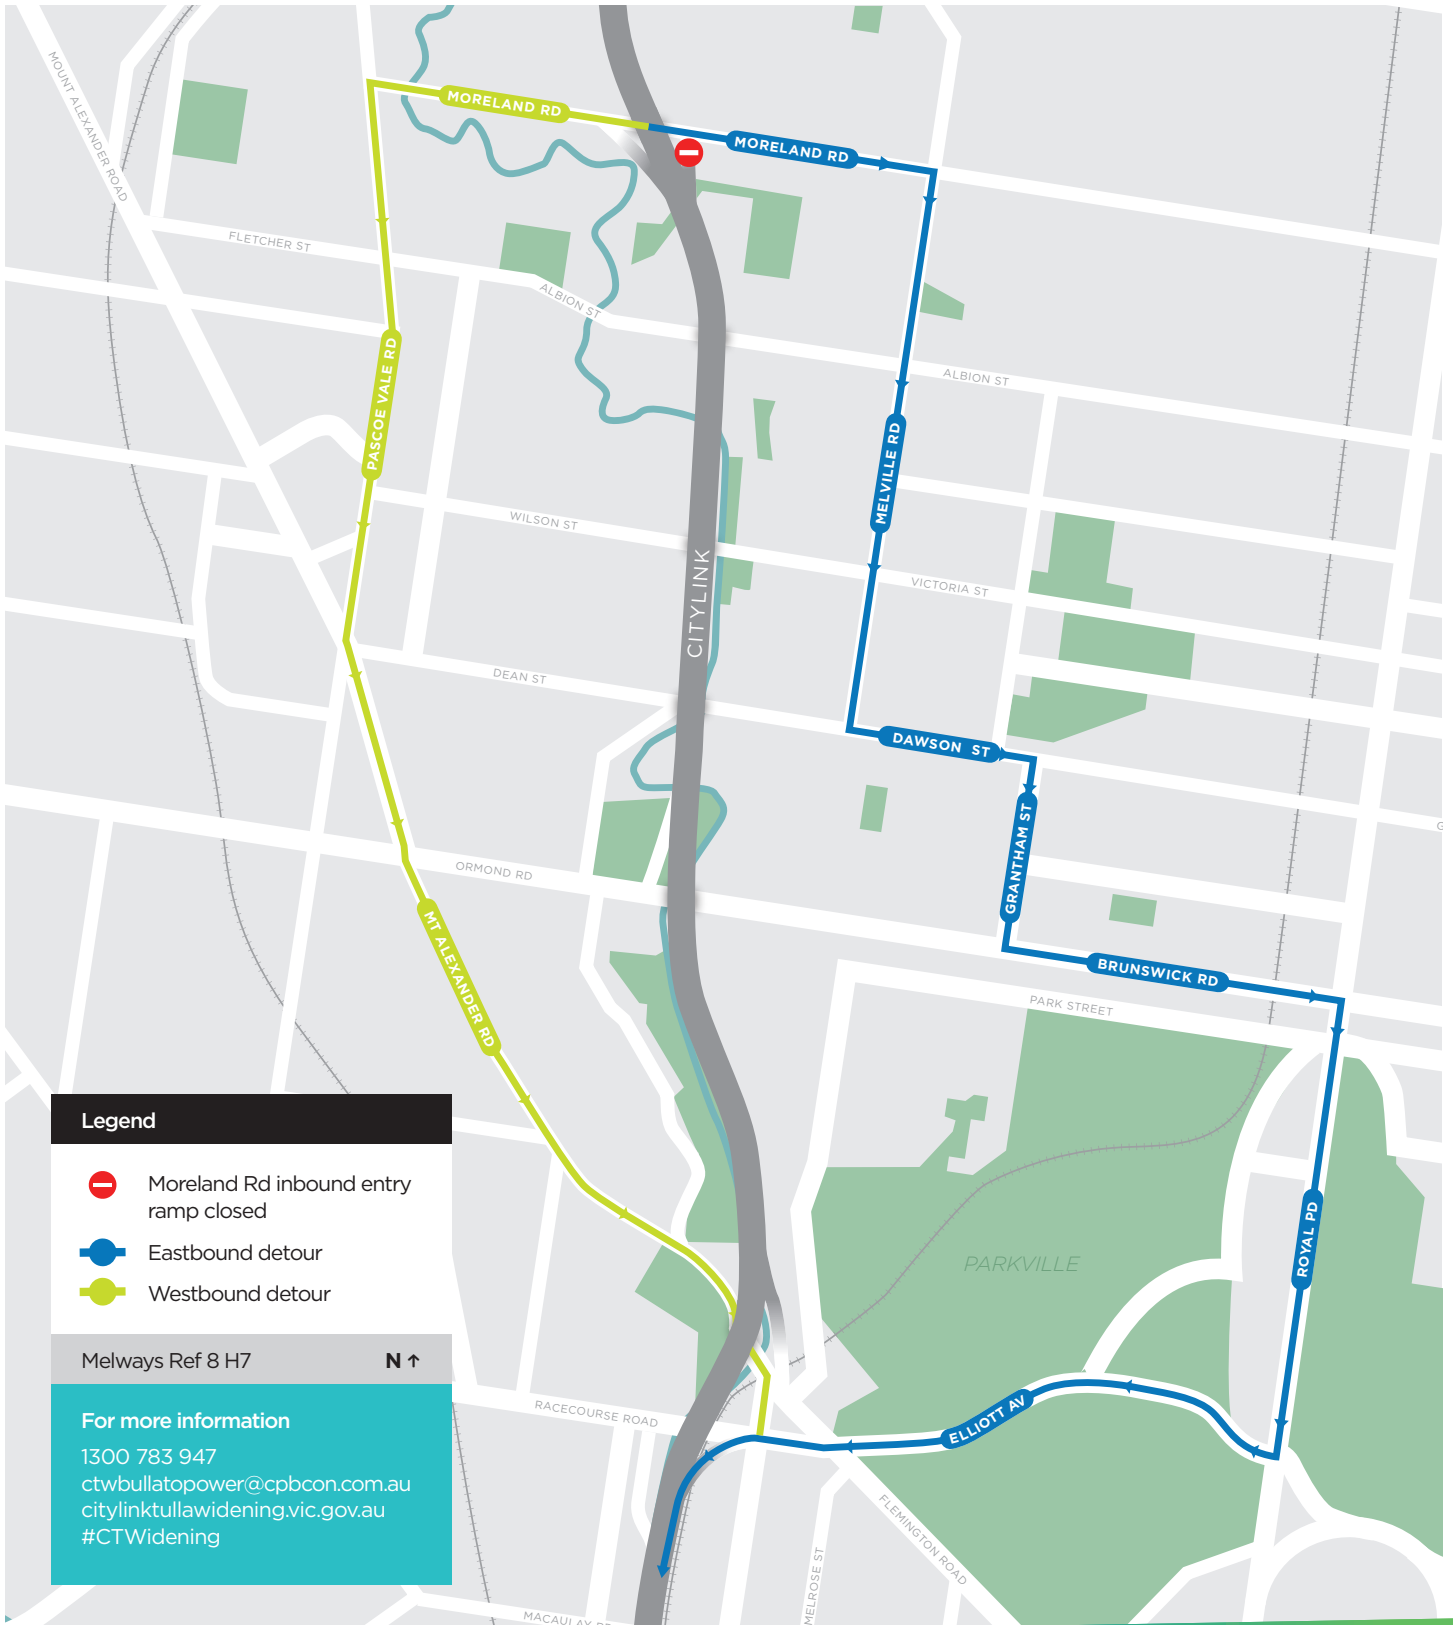 MOUNT ALEXANDER ROAD
MORELAND RD
MORELAND RD
FLETCHER ST
ALBION ST
ALBION ST
PASCOE VALE RD
MELVILLE RD
WILSON ST
CITYLINK
VICTORIA ST
DEAN ST
DAWSON ST
GRANTHAM ST
ORMOND RD
MT ALEXANDER RD
BRUNSWICK RD
PARK STREET
ROYAL PD
PARKVILLE
ELLIOTT AV
RACECOURSE ROAD
FLEMINGTON ROAD
MELROSE ST
MACAULAY
Legend
Moreland Rd inbound entry
ramp closed
Eastbound detour
Westbound detour
Melways Ref 8 H7 N ↑
For more information
1300 783 947
ctwbullatopower@cpbcon.com.au
citylinktullawidening.vic.gov.au
#CTWidening